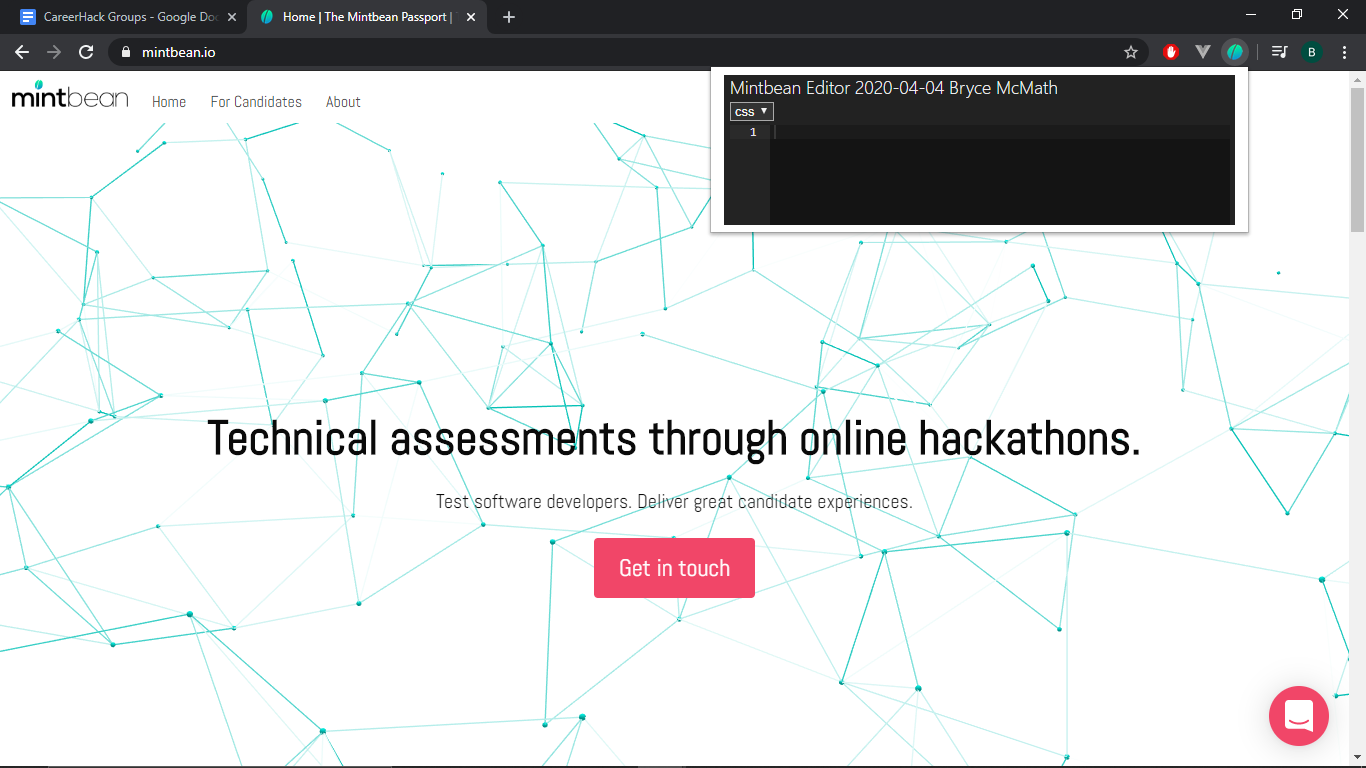 CareerHack Groups - Google Doc
Home | The Mintbean Passport |
mintbean.io
B
mintbean
Home
For Candidates
About
Mintbean Editor 2020-04-04 Bryce McMath
css
1
Technical assessments through online hackathons.
Test software developers. Deliver great candidate experiences.
Get in touch